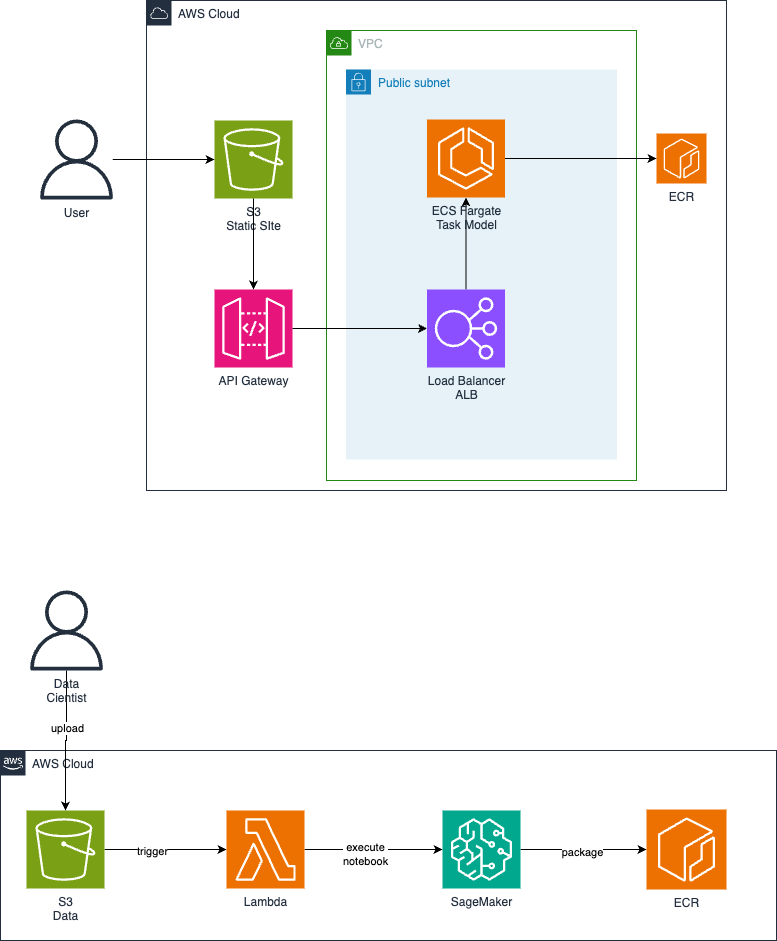 AWS Cloud
VPC
Public subnet
User
S3
Static SIte
ECS Fargate
Task Model
ECR
</>
API Gateway
Load Balancer
ALB
Data
Cientist
upload
aws
AWS Cloud
trigger
execute
notebook
package
S3
Data
Lambda
SageMaker
ECR